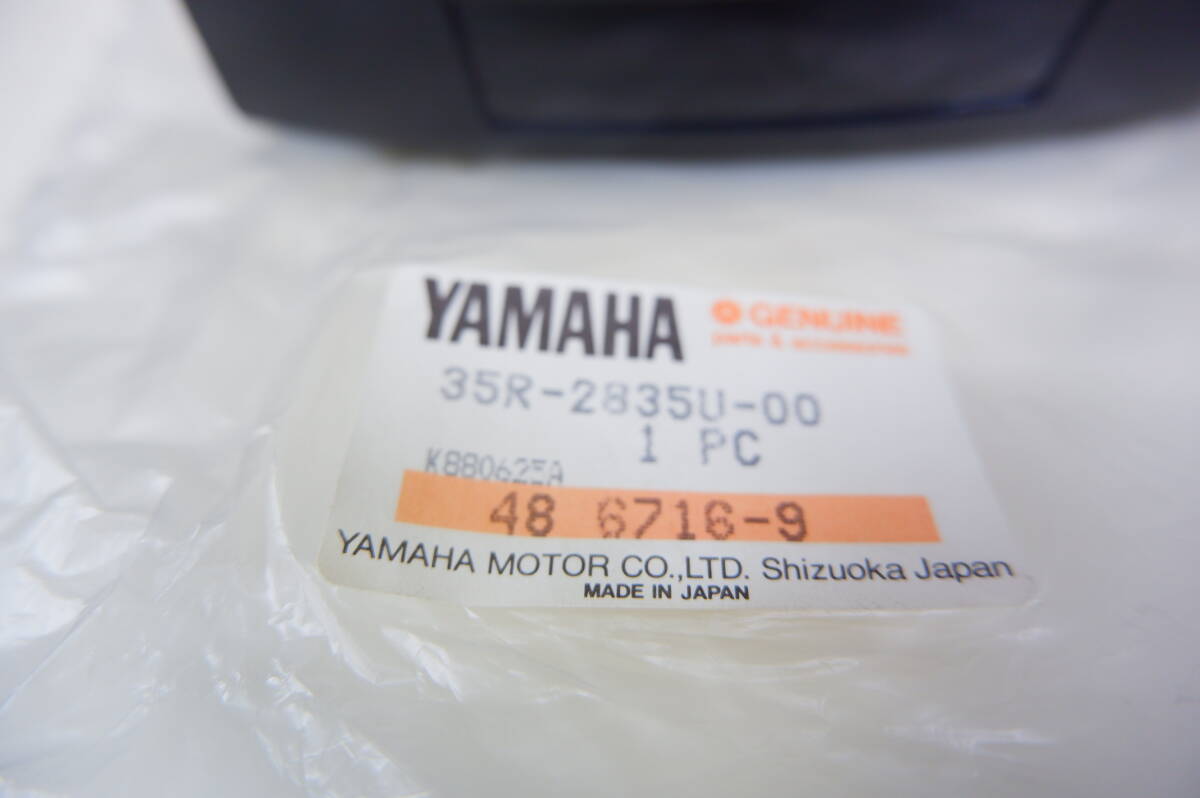 YAMAHA GENUINE
parts & accessories
35R-2835U-00
1 PC
K880625A
48 6716-9
YAMAHA MOTOR CO.,LTD. Shizuoka Japan
MADE IN JAPAN